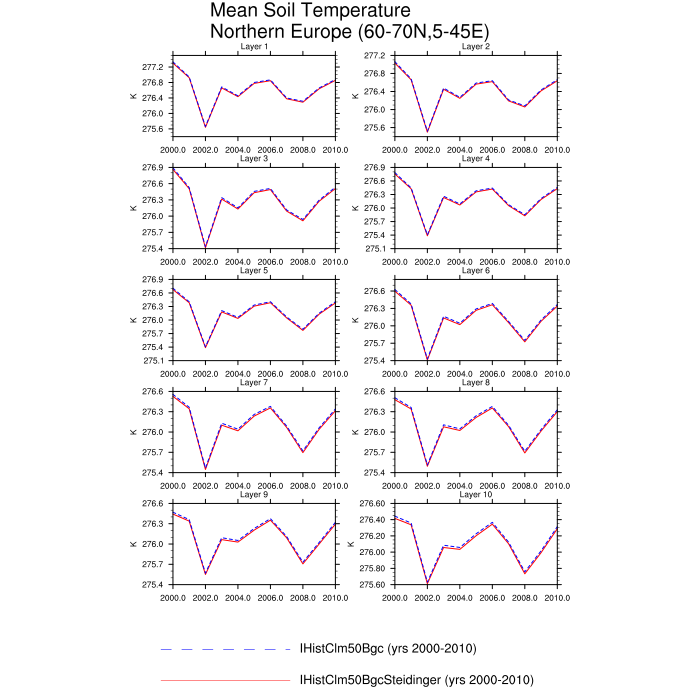 Mean Soil Temperature
Northern Europe (60-70N,5-45E)
Layer 1
Layer 2
277.2
276.8
276.4
276.0
275.6
K
2000.0 2002.0 2004.0 2006.0 2008.0 2010.0
277.2
276.8
276.4
276.0
275.6
K
2000.0 2002.0 2004.0 2006.0 2008.0 2010.0
Layer 3
Layer 4
276.9
276.6
276.3
276.0
275.7
275.4
K
2000.0 2002.0 2004.0 2006.0 2008.0 2010.0
276.9
276.6
276.3
276.0
275.7
275.4
275.1
K
2000.0 2002.0 2004.0 2006.0 2008.0 2010.0
Layer 5
Layer 6
276.9
276.6
276.3
276.0
275.7
275.4
275.1
K
2000.0 2002.0 2004.0 2006.0 2008.0 2010.0
276.6
276.3
276.0
275.7
275.4
K
2000.0 2002.0 2004.0 2006.0 2008.0 2010.0
Layer 7
Layer 8
276.6
276.3
276.0
275.7
275.4
K
2000.0 2002.0 2004.0 2006.0 2008.0 2010.0
276.6
276.3
276.0
275.7
275.4
K
2000.0 2002.0 2004.0 2006.0 2008.0 2010.0
Layer 9
Layer 10
276.6
276.3
276.0
275.7
275.4
K
2000.0 2002.0 2004.0 2006.0 2008.0 2010.0
276.60
276.40
276.20
276.00
275.80
275.60
K
2000.0 2002.0 2004.0 2006.0 2008.0 2010.0
IHistClm50Bgc (yrs 2000-2010)
IHistClm50BgcSteidinger (yrs 2000-2010)